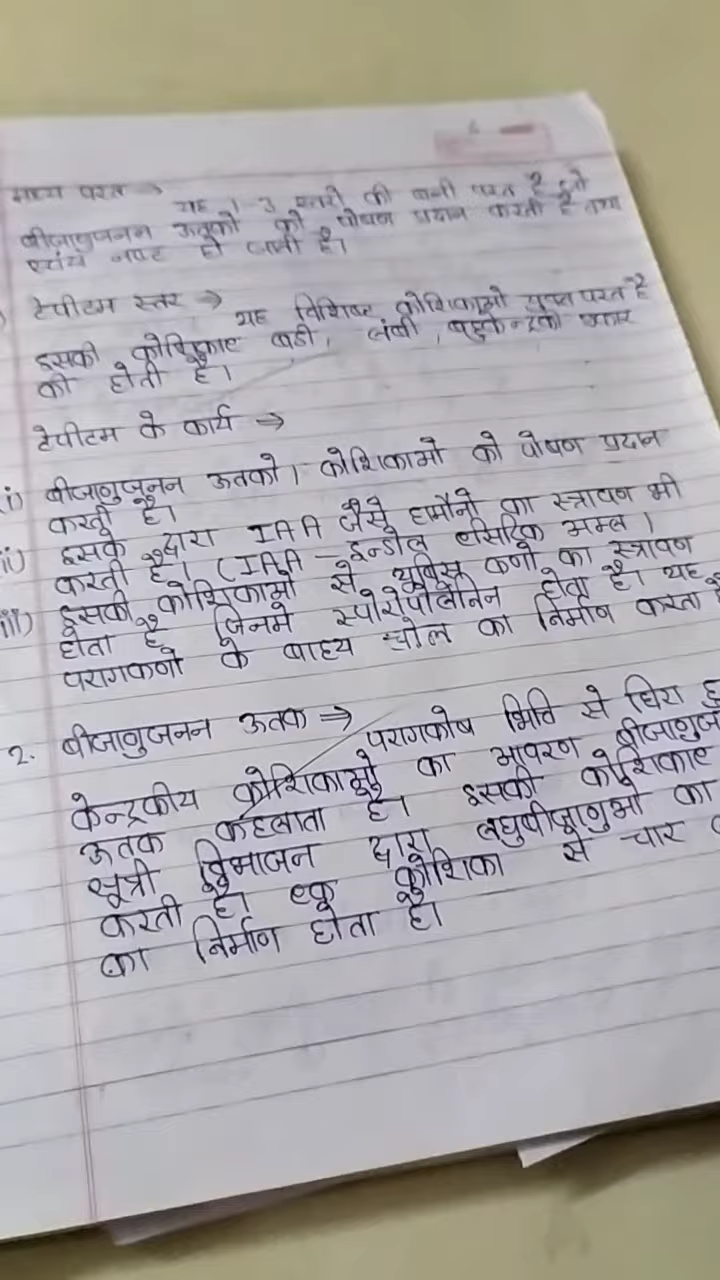 मध्य परत →
यह 1-3 स्तरो की बनी परत है जो
बीजाणुजनन ऊतको को पोषण प्रदान करती है तथा
स्वंय नष्ट हो जाती है।
टेपीटम स्तर →
यह विशिष्ट कोशिकाओ युक्त परत है
इसकी कोशिकाए बडी, लंबी, बहुकेन्द्रकी प्रकार
की होती है।
टेपीटम के कार्य →
(i) बीजाणुजनन ऊतको। कोशिकाओ को पोषण प्रदान
करती है।
(ii) इसके द्वारा IAA जैसे हार्मोनो का स्त्रावण भी
करती है। (IAA – इन्डोल एसिटिक अम्ल।
(iii) इसकी कोशिकाओ से यूबिस्च कणो का स्त्रावण
होता है जिनमे स्पोरोपोलेनिन होता है। यह
परागकणो के बाह्य चोल का निर्माण करता है
2. बीजाणुजनन ऊतक ⇒
परागकोष भिति से घिरा
केन्द्रकीय कोशिकाओ का आवरण
ऊतक कहलाता है। इसकी कोशिकाए
सूत्री विभाजन द्वारा लघुबीजाणुओ का
करती है। एक कोशिका से चार
का निर्माण होता है।